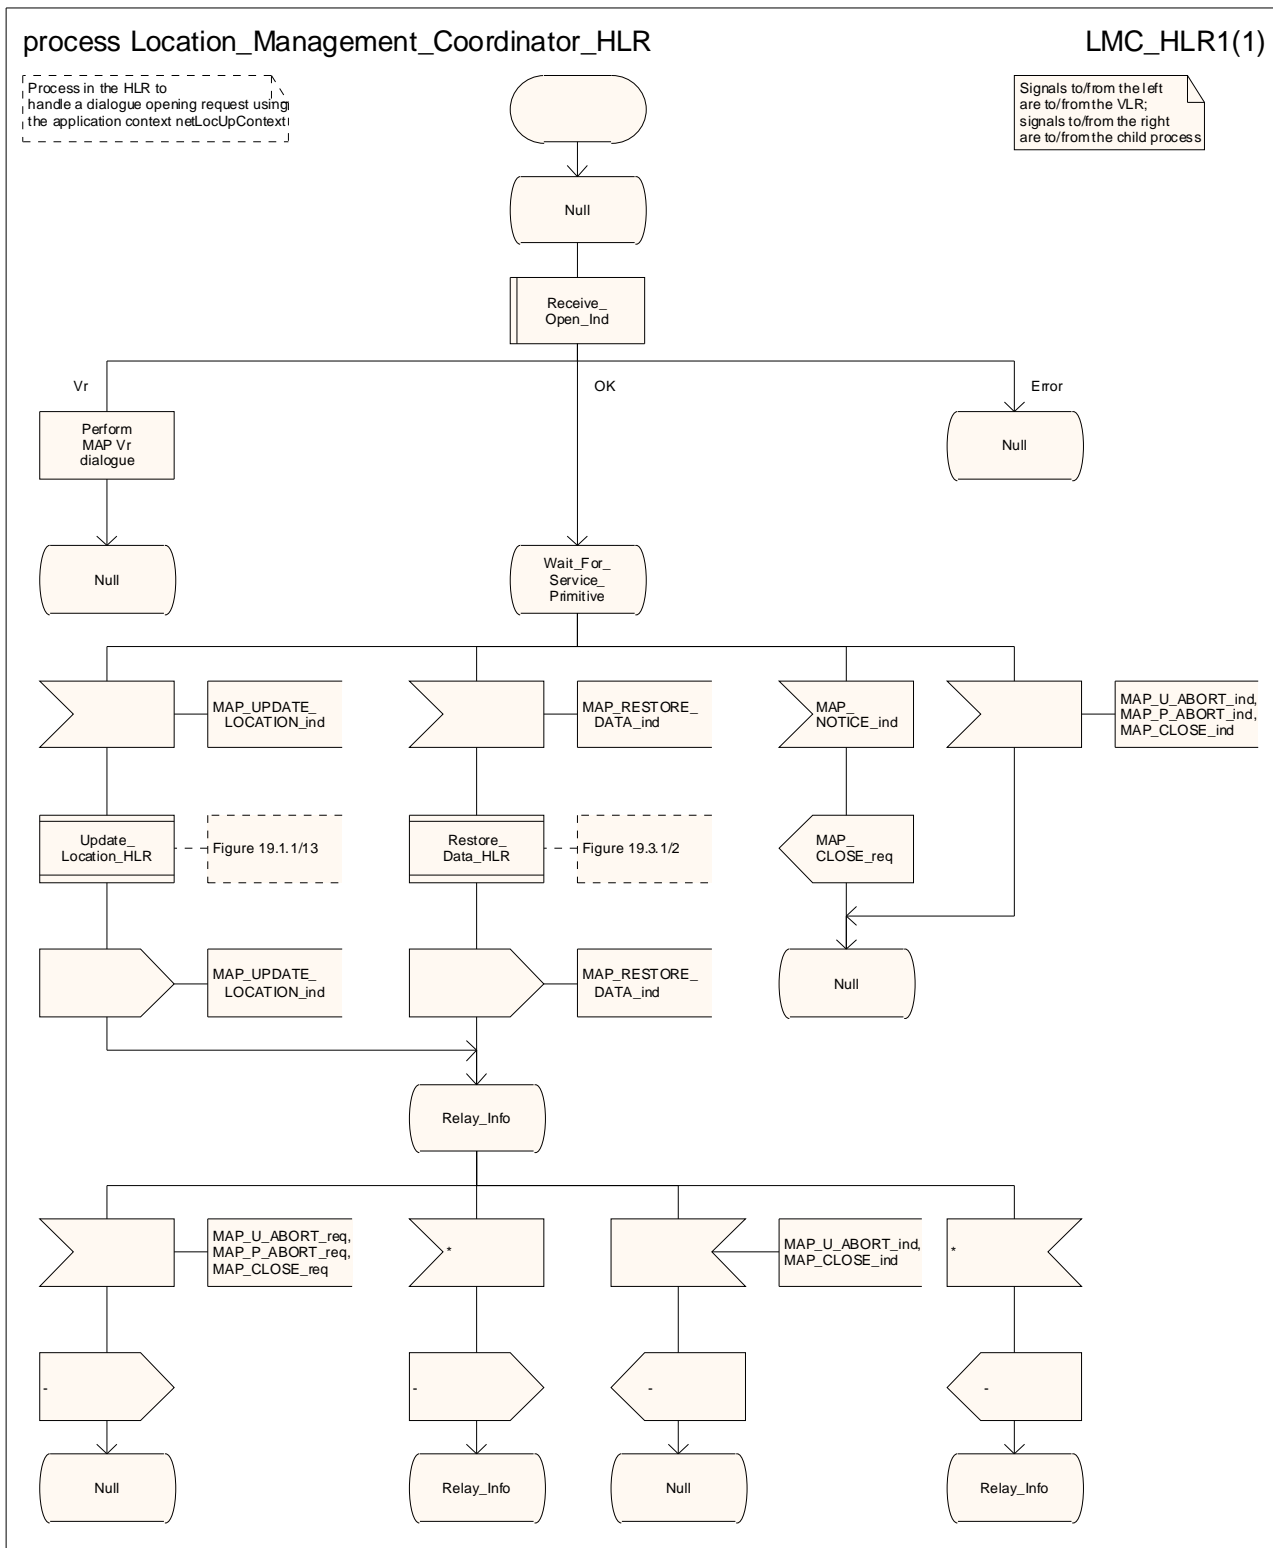 process Location_Management_Coordinator_HLR
LMC_HLR1(1)
Process in the HLR to
handle a dialogue opening request using
the application context netLocUpContext
Signals to/from the left
are to/from the VLR;
signals to/from the right
are to/from the child process
Null
Receive_
Open_Ind
Vr
OK
Error
Perform
MAP Vr
dialogue
Null
Null
Wait_For_
Service_
Primitive
MAP_UPDATE_
LOCATION_ind
MAP_RESTORE_
DATA_ind
MAP_
NOTICE_ind
MAP_U_ABORT_ind,
MAP_P_ABORT_ind,
MAP_CLOSE_ind
Update_
Location_HLR
Figure 19.1.1/13
Restore_
Data_HLR
Figure 19.3.1/2
MAP_
CLOSE_req
MAP_UPDATE_
LOCATION_ind
MAP_RESTORE_
DATA_ind
Null
Relay_Info
MAP_U_ABORT_req,
MAP_P_ABORT_req,
MAP_CLOSE_req
*
MAP_U_ABORT_ind,
MAP_CLOSE_ind
*
-
-
-
-
Null
Relay_Info
Null
Relay_Info